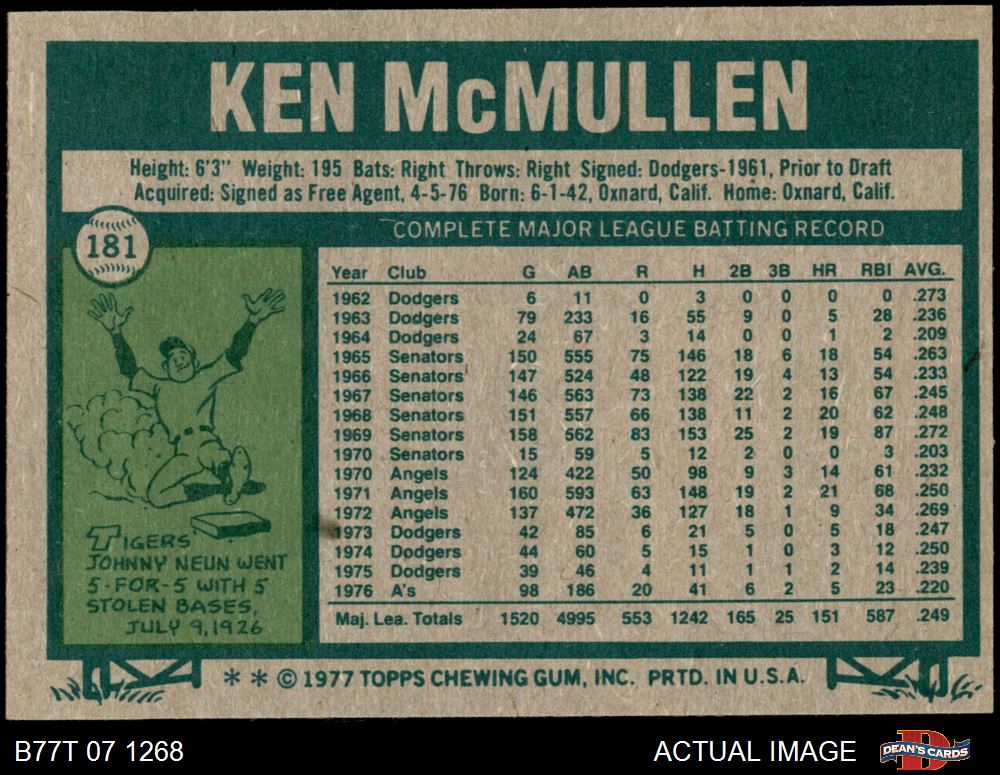 KEN McMULLEN
Height: 6'3" Weight: 195 Bats: Right Throws: Right Signed: Dodgers-1961, Prior to Draft
Acquired: Signed as Free Agent, 4-5-76 Born: 6-1-42, Oxnard, Calif. Home: Oxnard, Calif.
181
COMPLETE MAJOR LEAGUE BATTING RECORD
Year Club G AB R H 2B 3B HR RBI AVG.
1962 Dodgers 6 11 0 3 0 0 0 0 .273
1963 Dodgers 79 233 16 55 9 0 5 28 .236
1964 Dodgers 24 67 3 14 0 0 1 2 .209
1965 Senators 150 555 75 146 18 6 18 54 .263
1966 Senators 147 524 48 122 19 4 13 54 .233
1967 Senators 146 563 73 138 22 2 16 67 .245
1968 Senators 151 557 66 138 11 2 20 62 .248
1969 Senators 158 562 83 153 25 2 19 87 .272
1970 Senators 15 59 5 12 2 0 0 3 .203
1970 Angels 124 422 50 98 9 3 14 61 .232
1971 Angels 160 593 63 148 19 2 21 68 .250
1972 Angels 137 472 36 127 18 1 9 34 .269
1973 Dodgers 42 85 6 21 5 0 5 18 .247
1974 Dodgers 44 60 5 15 1 0 3 12 .250
1975 Dodgers 39 46 4 11 1 1 2 14 .239
1976 A's 98 186 20 41 6 2 5 23 .220
Maj. Lea. Totals 1520 4995 553 1242 165 25 151 587 .249
TIGERS'
JOHNNY NEUN WENT
5-FOR-5 WITH 5
STOLEN BASES,
JULY 9, 1926
* * © 1977 TOPPS CHEWING GUM, INC. PRTD. IN U.S.A.
B77T 07 1268
ACTUAL IMAGE
DEAN'S CARDS